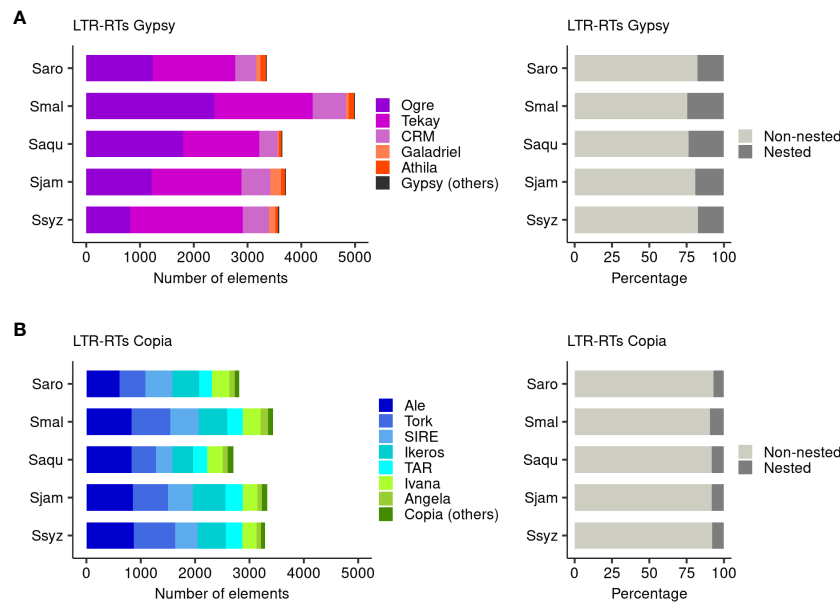 A
LTR-RTs Gypsy
Saro
Smal
Saqu
Sjam
Ssyz
0 1000 2000 3000 4000 5000
Number of elements
Ogre
Tekay
CRM
Galadriel
Athila
Gypsy (others)
LTR-RTs Gypsy
Saro
Smal
Saqu
Sjam
Ssyz
0 25 50 75 100
Percentage
Non-nested
Nested
B
LTR-RTs Copia
Saro
Smal
Saqu
Sjam
Ssyz
0 1000 2000 3000 4000 5000
Number of elements
Ale
Tork
SIRE
Ikeros
TAR
Ivana
Angela
Copia (others)
LTR-RTs Copia
Saro
Smal
Saqu
Sjam
Ssyz
0 25 50 75 100
Percentage
Non-nested
Nested